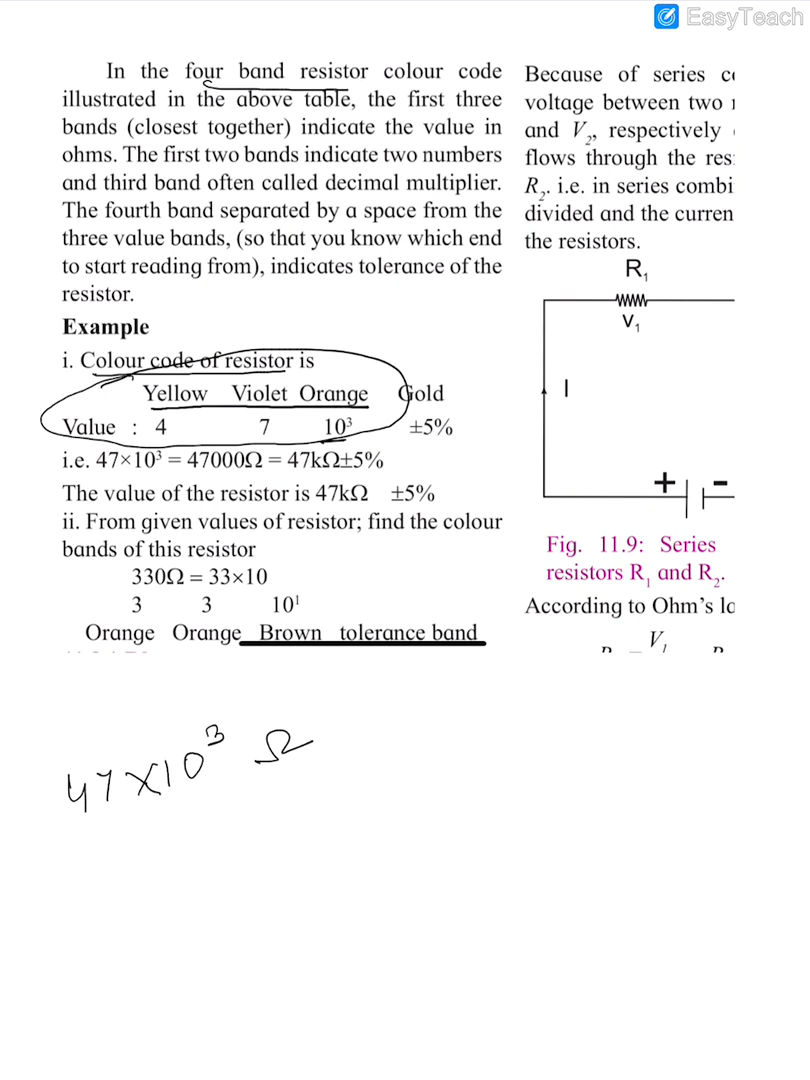 EasyTeach
In the four band resistor colour code
illustrated in the above table, the first three
bands (closest together) indicate the value in
ohms. The first two bands indicate two numbers
and third band often called decimal multiplier.
The fourth band separated by a space from the
three value bands, (so that you know which end
to start reading from), indicates tolerance of the
resistor.
Example
i. Colour code of resistor is
Yellow Violet Orange Gold
Value : 4 7 10³ ±5%
i.e. 47×10³ = 47000Ω = 47kΩ±5%
The value of the resistor is 47kΩ ±5%
ii. From given values of resistor; find the colour
bands of this resistor
330Ω = 33×10
3 3 10¹
Orange Orange Brown tolerance band
Because of series
voltage between two
and V₂, respectively
flows through the res
R₂. i.e. in series combi
divided and the curren
the resistors.
R₁
V₁
I
+ −
Fig. 11.9: Series
resistors R₁ and R₂.
According to Ohm's
V₁
47×10³ Ω